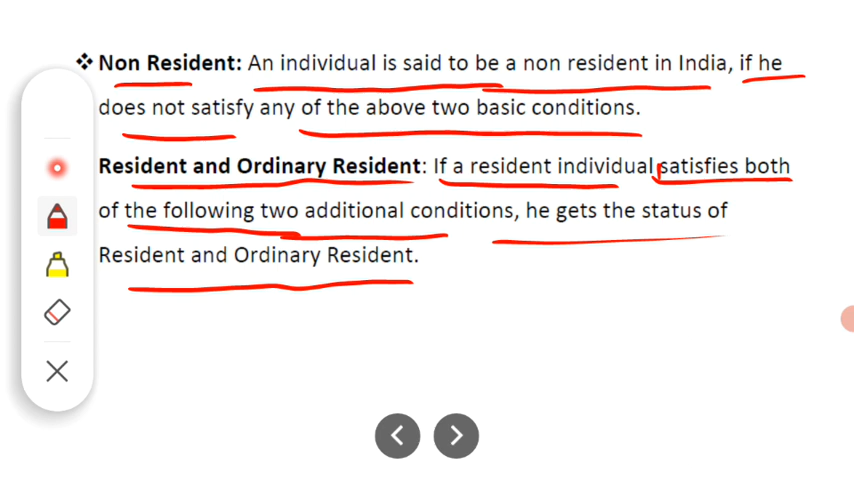 ❖ Non Resident: An individual is said to be a non resident in India, if he
does not satisfy any of the above two basic conditions.
Resident and Ordinary Resident: If a resident individual satisfies both
of the following two additional conditions, he gets the status of
Resident and Ordinary Resident.